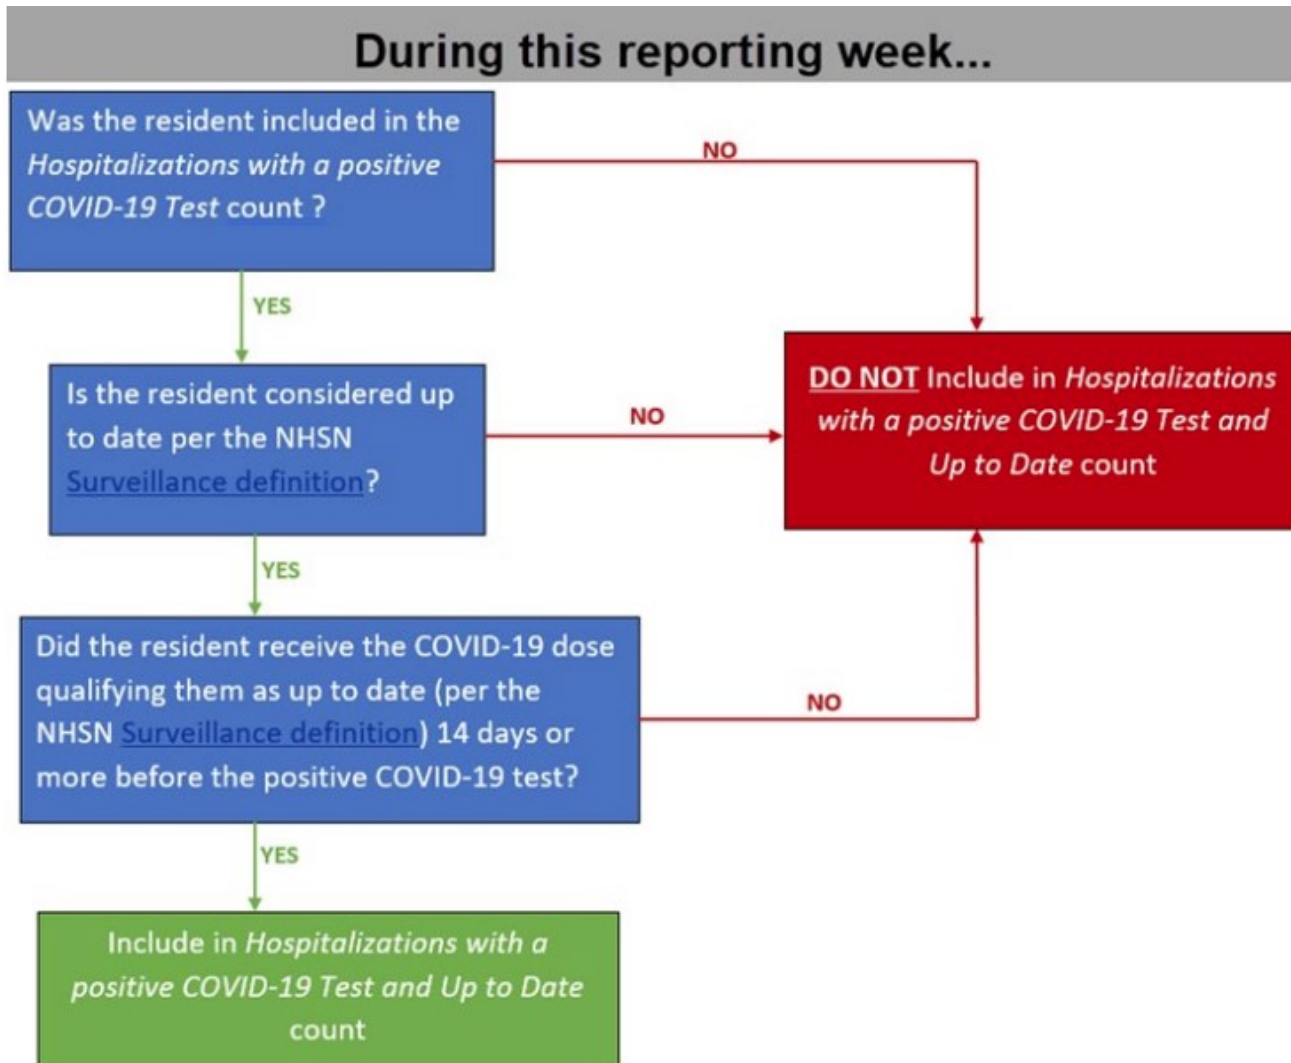 During this reporting week...
Was the resident included in the
Hospitalizations with a positive
COVID-19 Test count ?
NO
YES
Is the resident considered up
to date per the NHSN
Surveillance definition?
NO
DO NOT Include in Hospitalizations
with a positive COVID-19 Test and
Up to Date count
YES
Did the resident receive the COVID-19 dose
qualifying them as up to date (per the
NHSN Surveillance definition) 14 days or
more before the positive COVID-19 test?
NO
YES
Include in Hospitalizations with a
positive COVID-19 Test and Up to Date
count